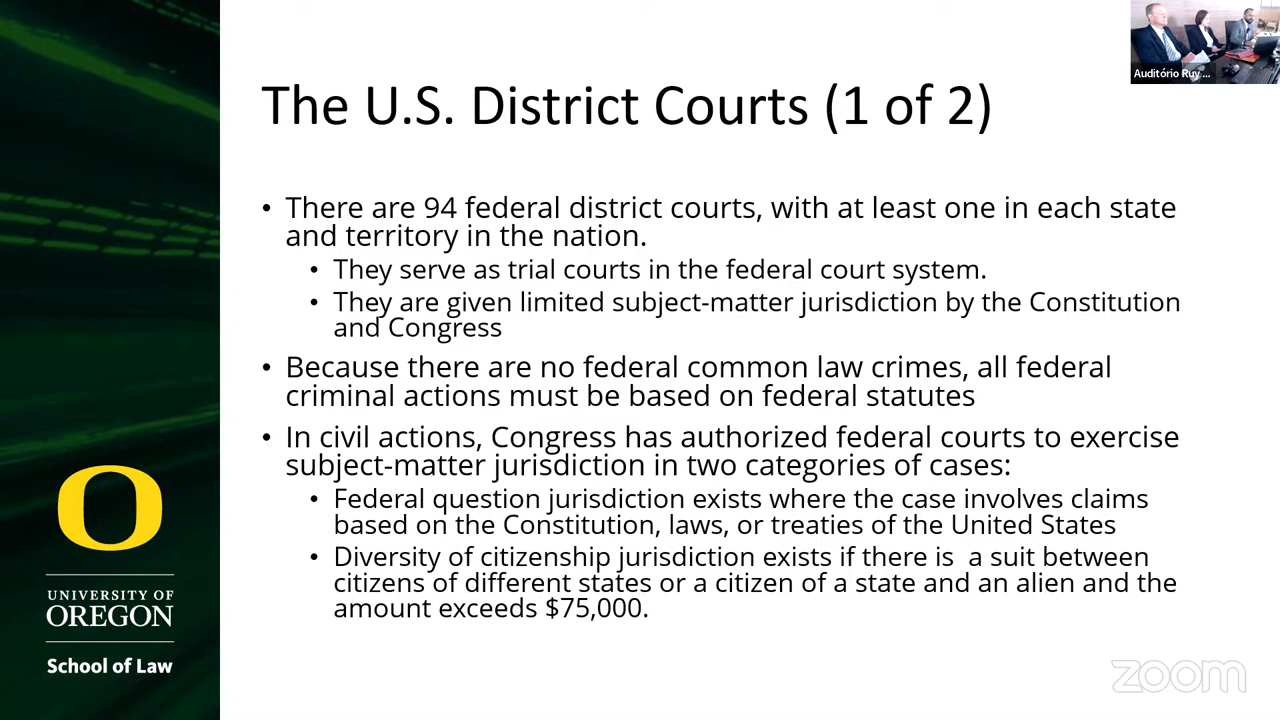 Auditório Ruy ...
The U.S. District Courts (1 of 2)
• There are 94 federal district courts, with at least one in each state
and territory in the nation.
• They serve as trial courts in the federal court system.
• They are given limited subject-matter jurisdiction by the Constitution
and Congress
• Because there are no federal common law crimes, all federal
criminal actions must be based on federal statutes
• In civil actions, Congress has authorized federal courts to exercise
subject-matter jurisdiction in two categories of cases:
• Federal question jurisdiction exists where the case involves claims
based on the Constitution, laws, or treaties of the United States
• Diversity of citizenship jurisdiction exists if there is  a suit between
citizens of different states or a citizen of a state and an alien and the
amount exceeds $75,000.
O
UNIVERSITY OF
OREGON
School of Law
zoom